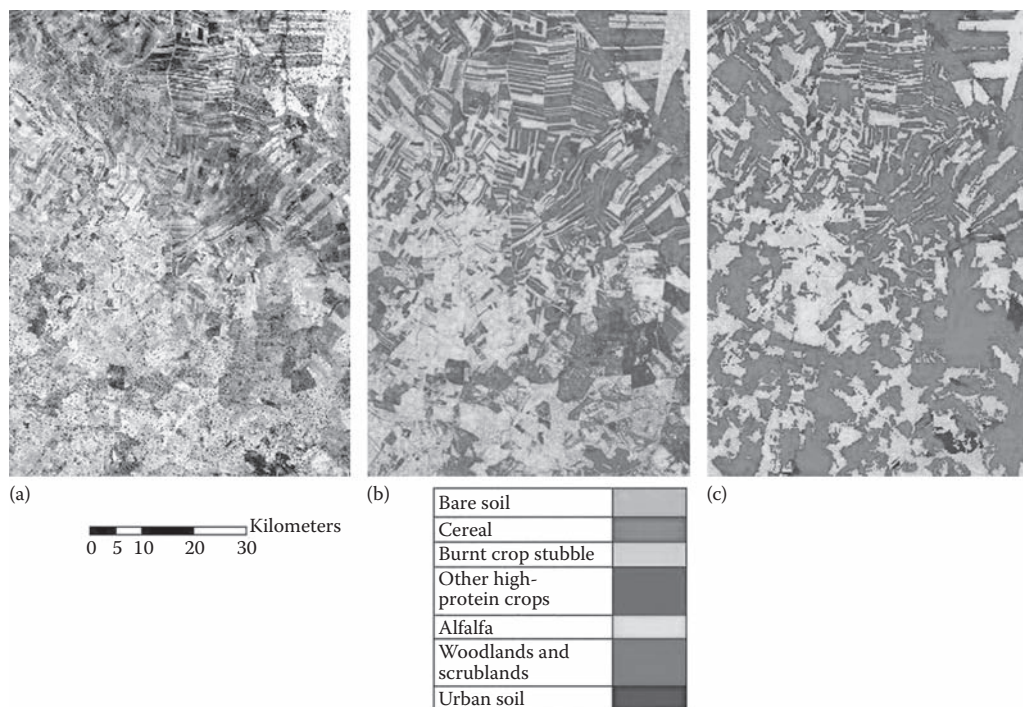 (a)
(b)
(c)
Kilometers
0 5 10 20 30
Bare soil
Cereal
Burnt crop stubble
Other high-
protein crops
Alfalfa
Woodlands and
scrublands
Urban soil